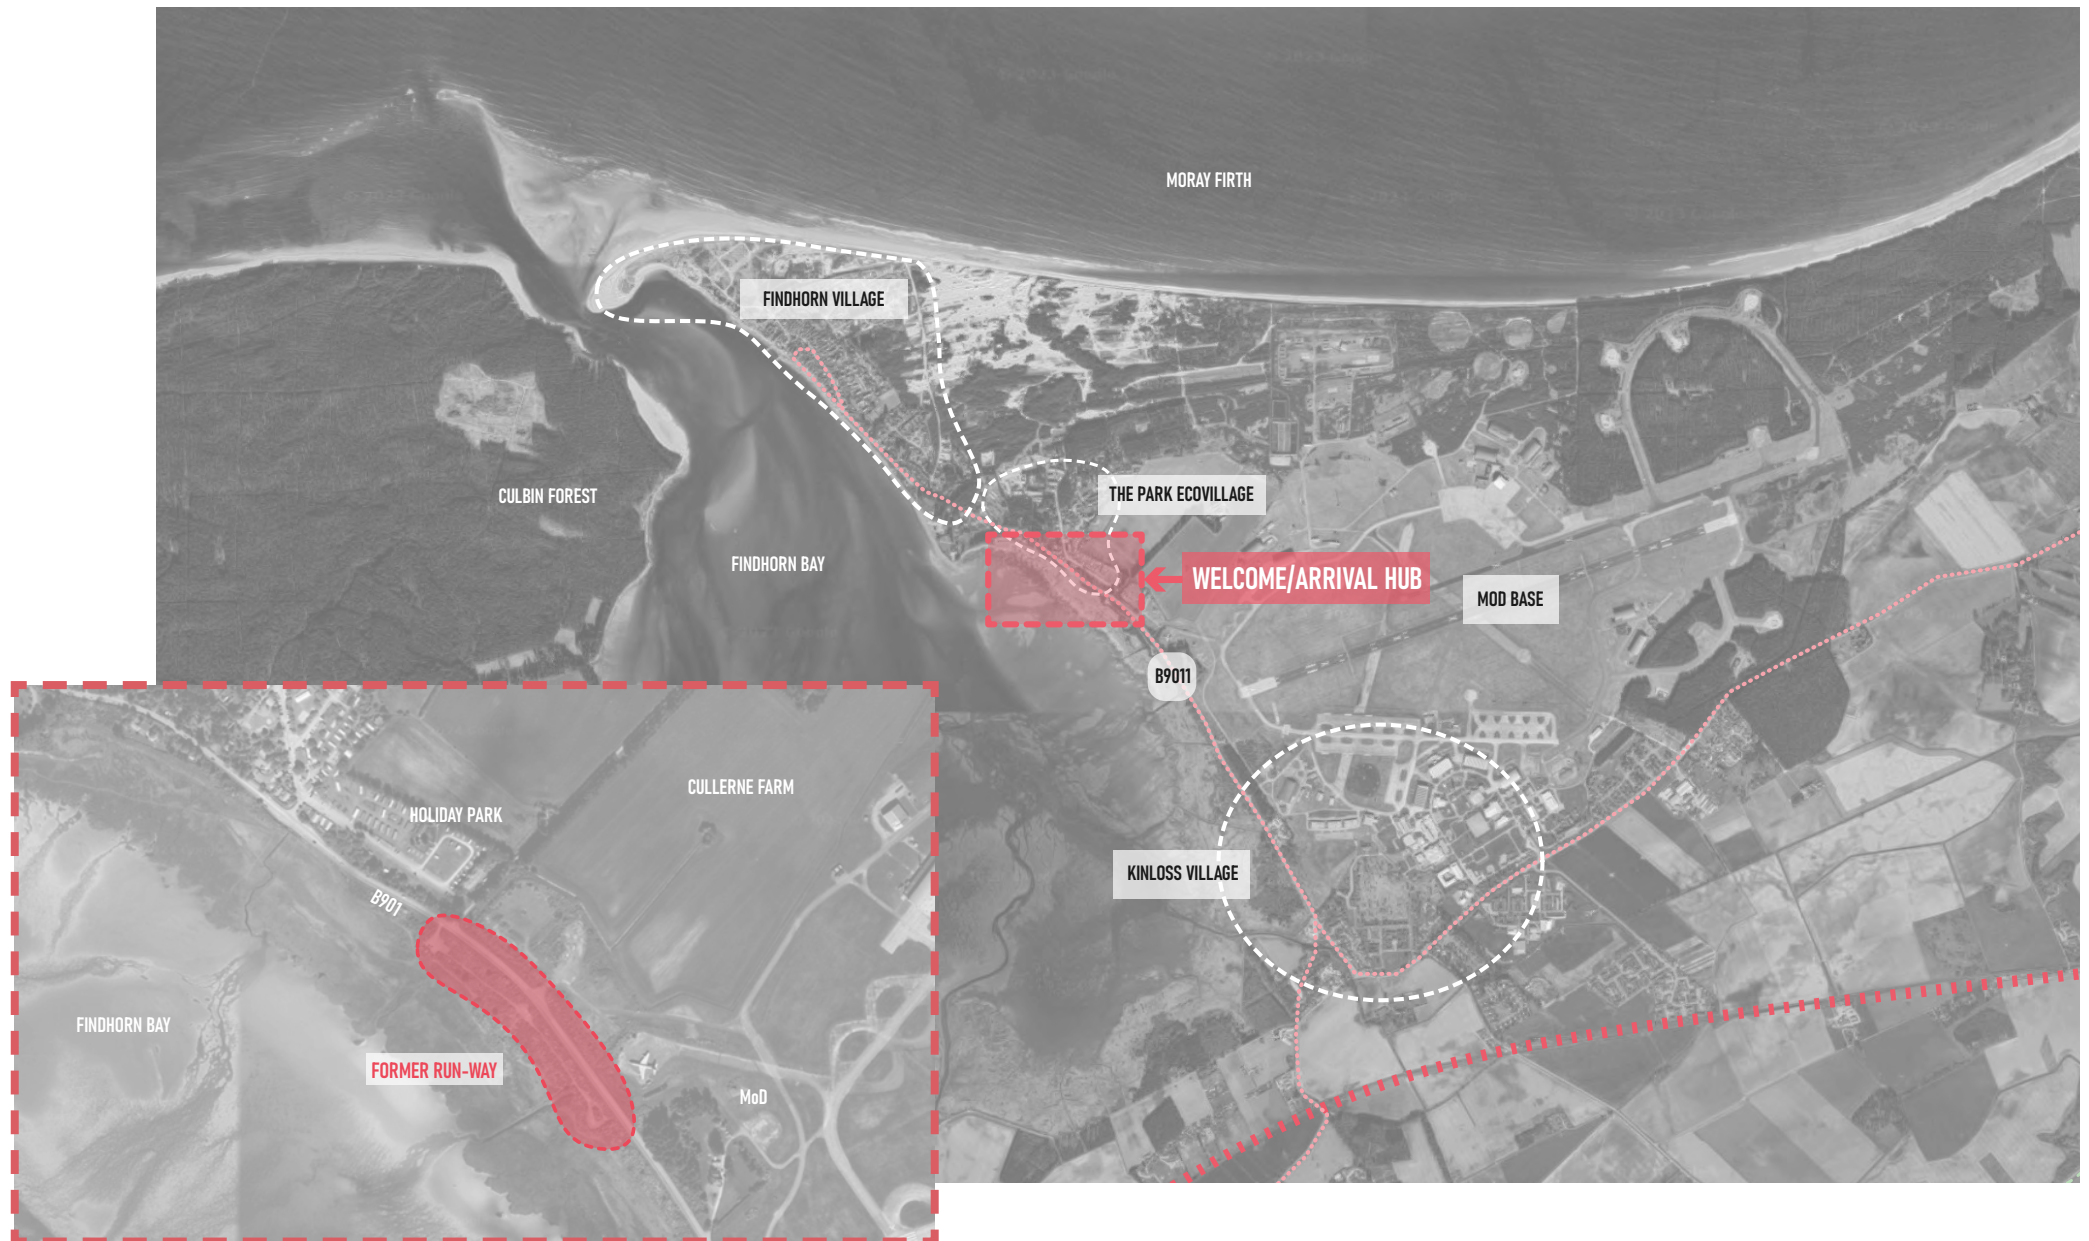 MORAY FIRTH
FINDHORN VILLAGE
CULBIN FOREST
THE PARK ECOVILLAGE
FINDHORN BAY
WELCOME/ARRIVAL HUB
MOD BASE
B9011
KINLOSS VILLAGE
CULLERNE FARM
HOLIDAY PARK
B901
FINDHORN BAY
FORMER RUN-WAY
MoD